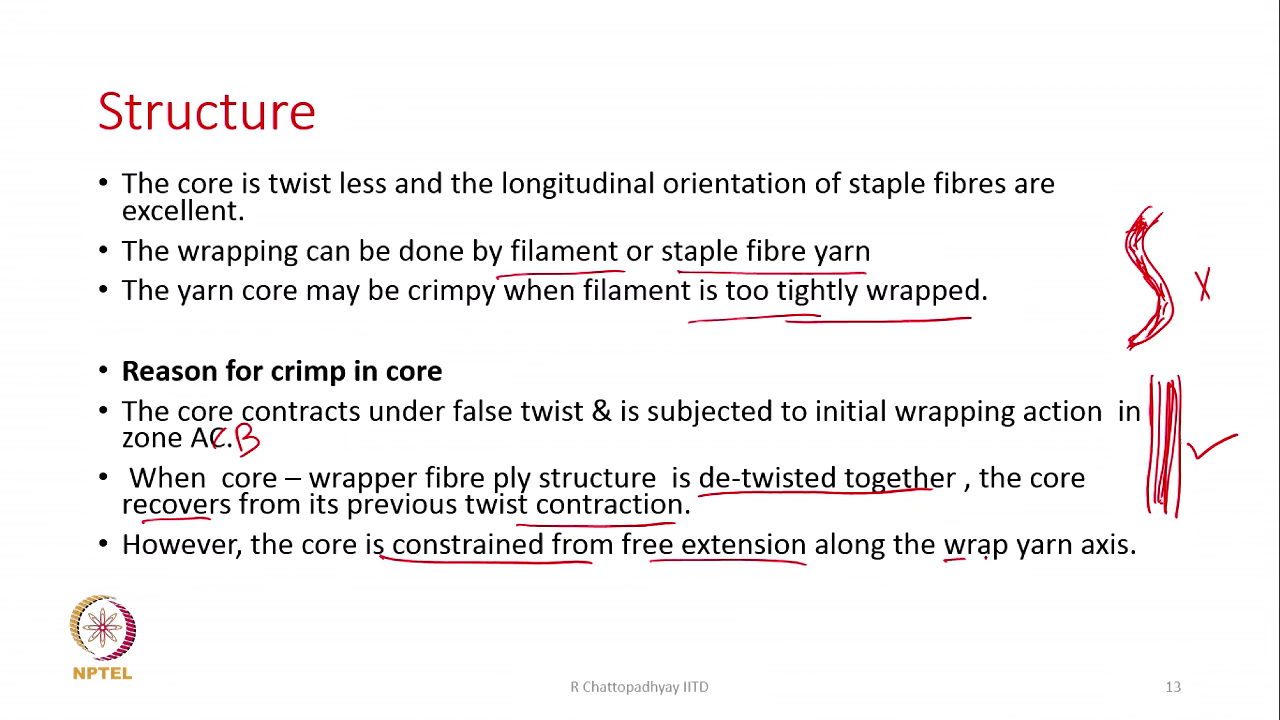 Structure
• The core is twist less and the longitudinal orientation of staple fibres are
excellent.
• The wrapping can be done by filament or staple fibre yarn
• The yarn core may be crimpy when filament is too tightly wrapped.
X
• Reason for crimp in core
• The core contracts under false twist & is subjected to initial wrapping action in
zone AC. B
• When core – wrapper fibre ply structure is de-twisted together , the core
recovers from its previous twist contraction.
• However, the core is constrained from free extension along the wrap yarn axis.
NPTEL
R Chattopadhyay IITD
13